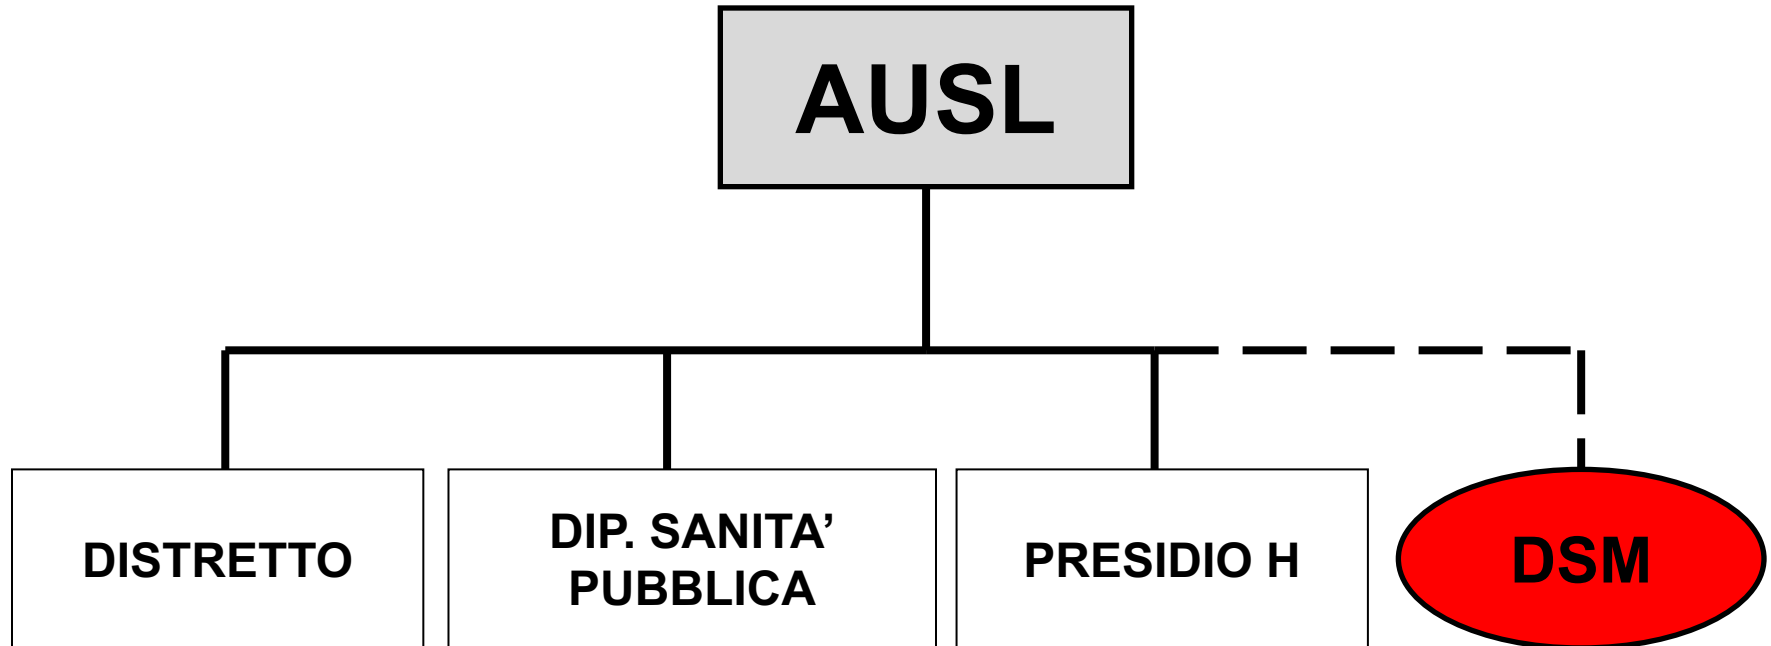 AUSL
DISTRETTO
DIP. SANITA’
PUBBLICA
PRESIDIO H
DSM